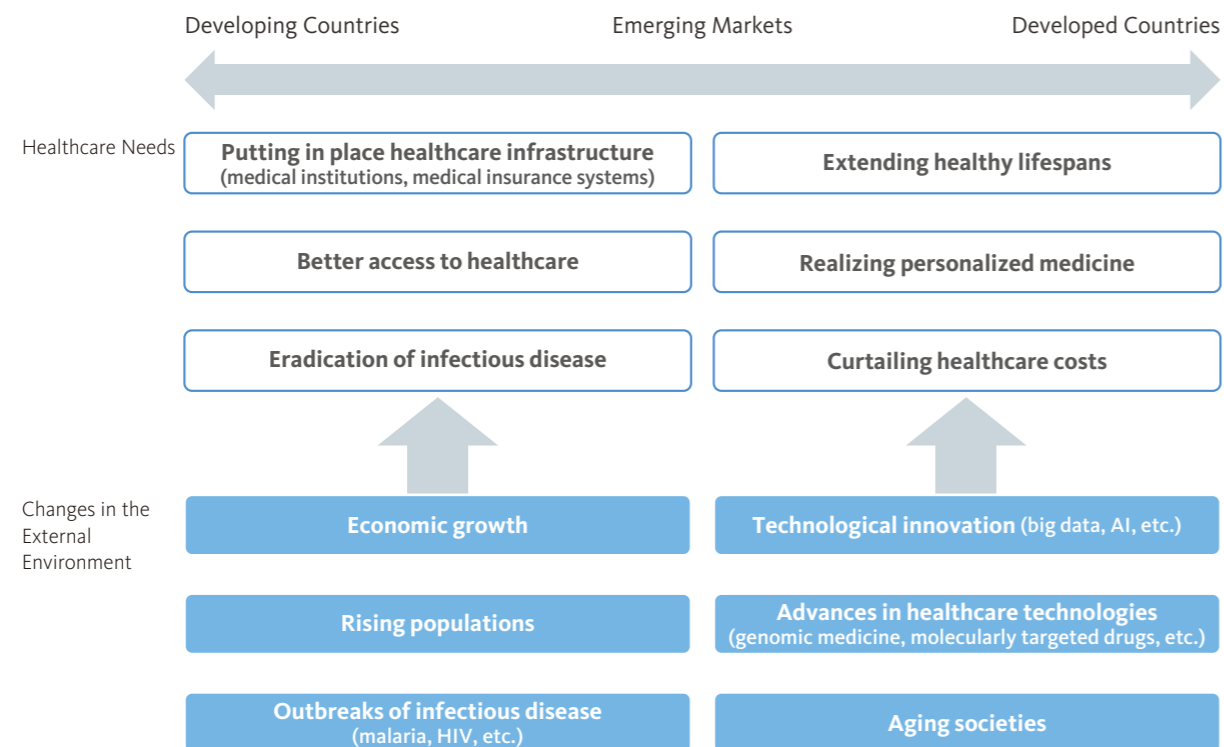 Developing Countries
Emerging Markets
Developed Countries
Healthcare Needs
Putting in place healthcare infrastructure
(medical institutions, medical insurance systems)
Extending healthy lifespans
Better access to healthcare
Realizing personalized medicine
Eradication of infectious disease
Curtailing healthcare costs
Changes in the
External
Environment
Economic growth
Technological innovation (big data, AI, etc.)
Rising populations
Advances in healthcare technologies
(genomic medicine, molecularly targeted drugs, etc.)
Outbreaks of infectious disease
(malaria, HIV, etc.)
Aging societies